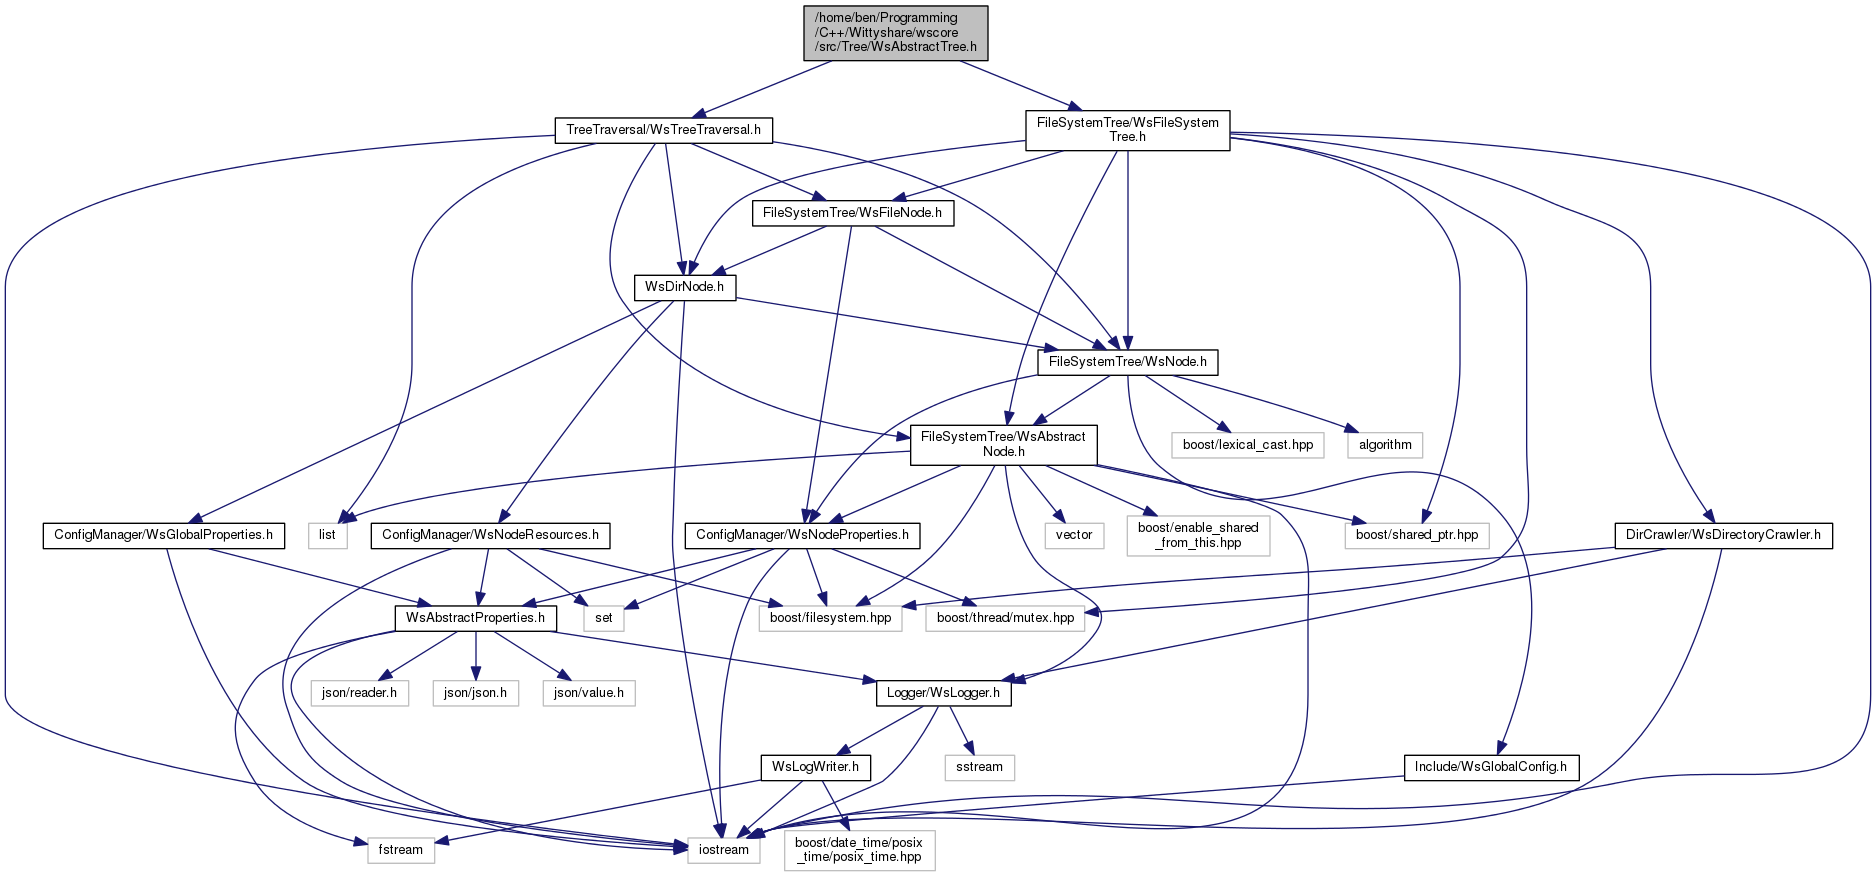 /home/ben/Programming
/C++/Wittyshare/wscore
/src/Tree/WsAbstractTree.h
TreeTraversal/WsTreeTraversal.h
FileSystemTree/WsFileSystem
Tree.h
FileSystemTree/WsFileNode.h
WsDirNode.h
FileSystemTree/WsNode.h
FileSystemTree/WsAbstract
Node.h
boost/lexical_cast.hpp
algorithm
ConfigManager/WsGlobalProperties.h
list
ConfigManager/WsNodeResources.h
ConfigManager/WsNodeProperties.h
vector
boost/enable_shared
_from_this.hpp
boost/shared_ptr.hpp
DirCrawler/WsDirectoryCrawler.h
WsAbstractProperties.h
set
boost/filesystem.hpp
boost/thread/mutex.hpp
json/reader.h
json/json.h
json/value.h
Logger/WsLogger.h
WsLogWriter.h
sstream
Include/WsGlobalConfig.h
fstream
iostream
boost/date_time/posix
_time/posix_time.hpp